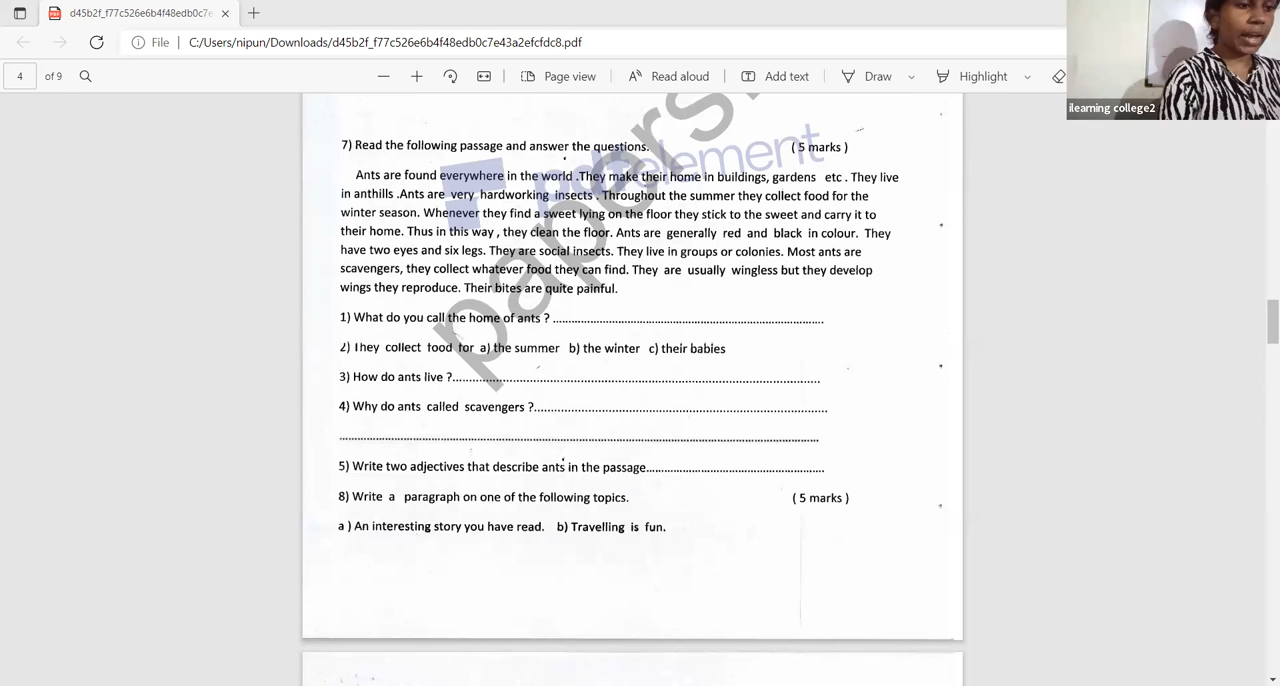 d45b2f_f77c526e6b4f48edb0c7e
File
C:/Users/nipun/Downloads/d45b2f_f77c526e6b4f48edb0c7e43a2efcfdc8.pdf
4 of 9
Page view
Read aloud
Add text
Draw
Highlight
ilearning college2
papers
pdfelement
7) Read the following passage and answer the questions. ( 5 marks )
Ants are found everywhere in the world .They make their home in buildings, gardens etc . They live
in anthills .Ants are very hardworking insects . Throughout the summer they collect food for the
winter season. Whenever they find a sweet lying on the floor they stick to the sweet and carry it to
their home. Thus in this way , they clean the floor. Ants are generally red and black in colour. They
have two eyes and six legs. They are social insects. They live in groups or colonies. Most ants are
scavengers, they collect whatever food they can find. They are usually wingless but they develop
wings they reproduce. Their bites are quite painful.
1) What do you call the home of ants ? ........................................................................
2) They collect food for a) the summer b) the winter c) their babies
3) How do ants live ?........................................................................
4) Why do ants called scavengers ?........................................................................
........................................................................
5) Write two adjectives that describe ants in the passage................................................
8) Write a paragraph on one of the following topics. ( 5 marks )
a ) An interesting story you have read. b) Travelling is fun.